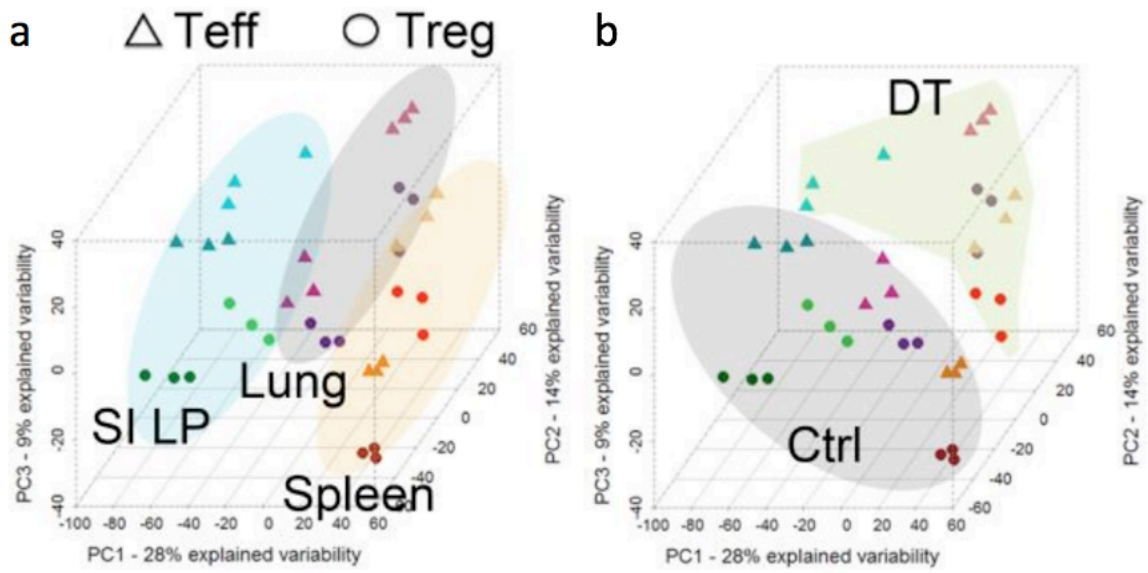 a
Teff Treg
SI LP
Lung
Spleen
PC3 - 9% explained variability
40
20
0
-20
-40
-100 -80 -60 -40 -20 0 20 40 60
PC1 - 28% explained variability
60
40
20
0
-20
-40
PC2 - 14% explained variability
b
DT
Ctrl
PC3 - 9% explained variability
40
20
0
-20
-40
-100 -80 -60 -40 -20 0 20 40 60
PC1 - 28% explained variability
60
40
20
0
-20
-40
-60
PC2 - 14% explained variability